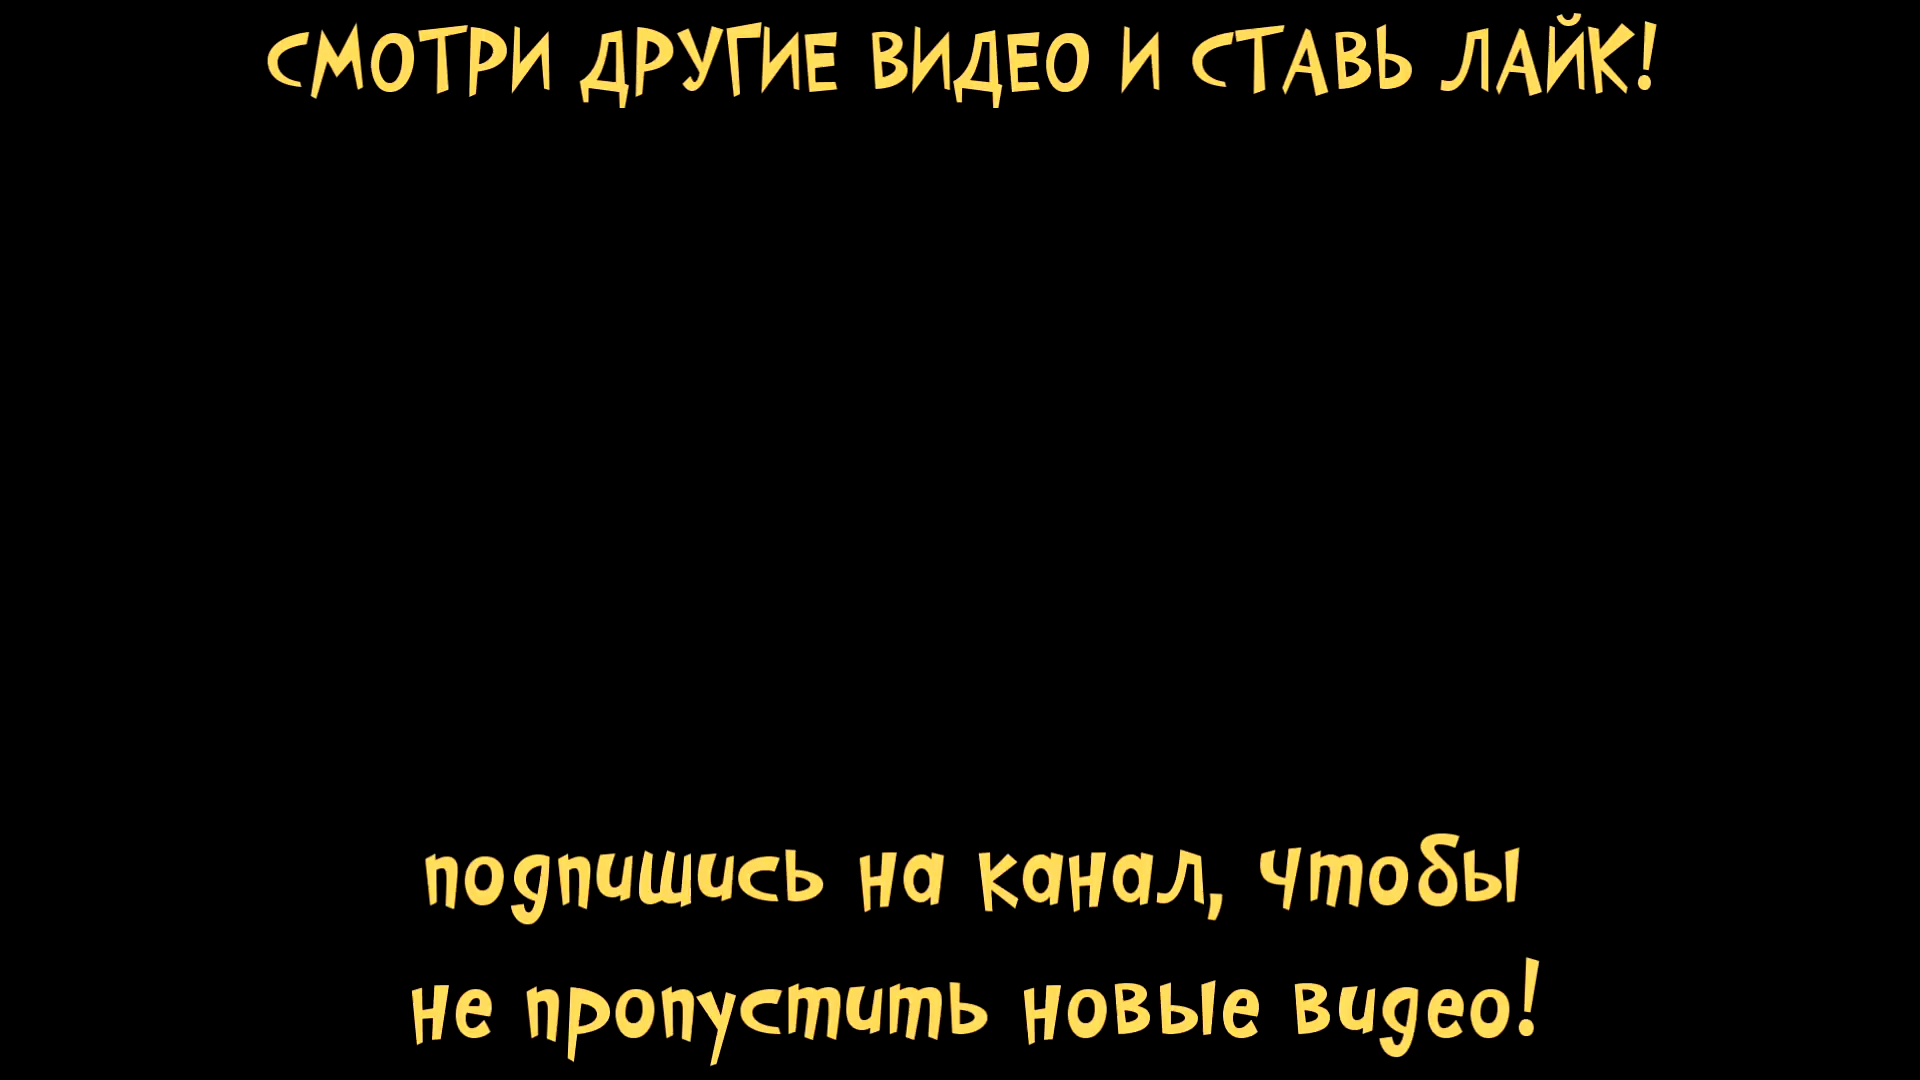 СМОТРИ ДРУГИЕ ВИДЕО И СТАВЬ ЛАЙК!
подпишись на канал, чтобы
не пропустить новые видео!